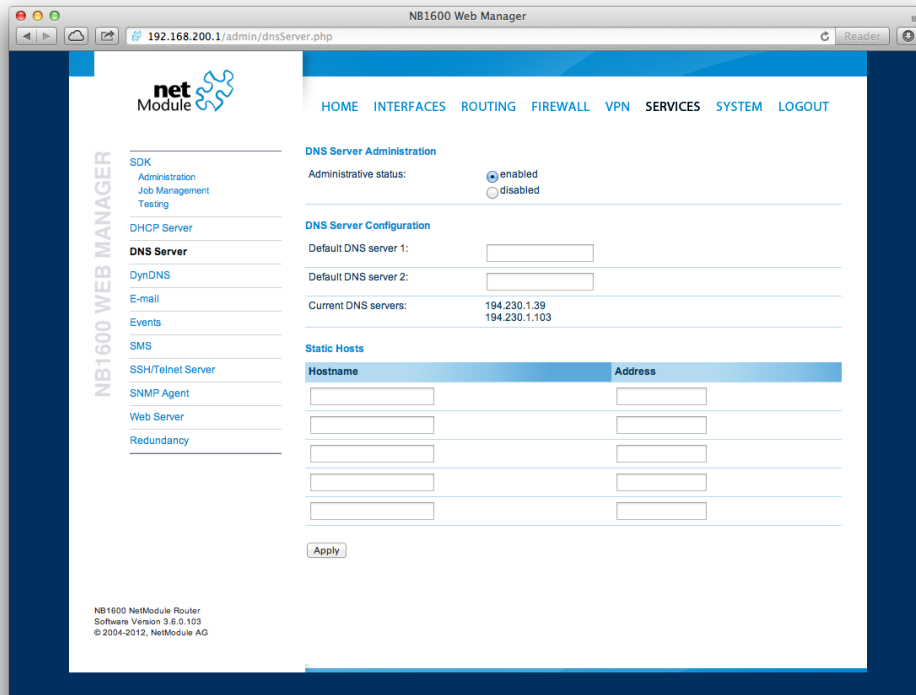 NB1600 Web Manager
192.168.200.1/admin/dnsServer.php
Reader
net
Module
HOME INTERFACES ROUTING FIREWALL VPN SERVICES SYSTEM LOGOUT
NB1600 WEB MANAGER
SDK
Administration
Job Management
Testing
DHCP Server
DNS Server
DynDNS
E-mail
Events
SMS
SSH/Telnet Server
SNMP Agent
Web Server
Redundancy
DNS Server Administration
Administrative status:
enabled
disabled
DNS Server Configuration
Default DNS server 1:
Default DNS server 2:
Current DNS servers:
194.230.1.39
194.230.1.103
Static Hosts
Hostname Address
Apply
NB1600 NetModule Router
Software Version 3.6.0.103
© 2004-2012, NetModule AG